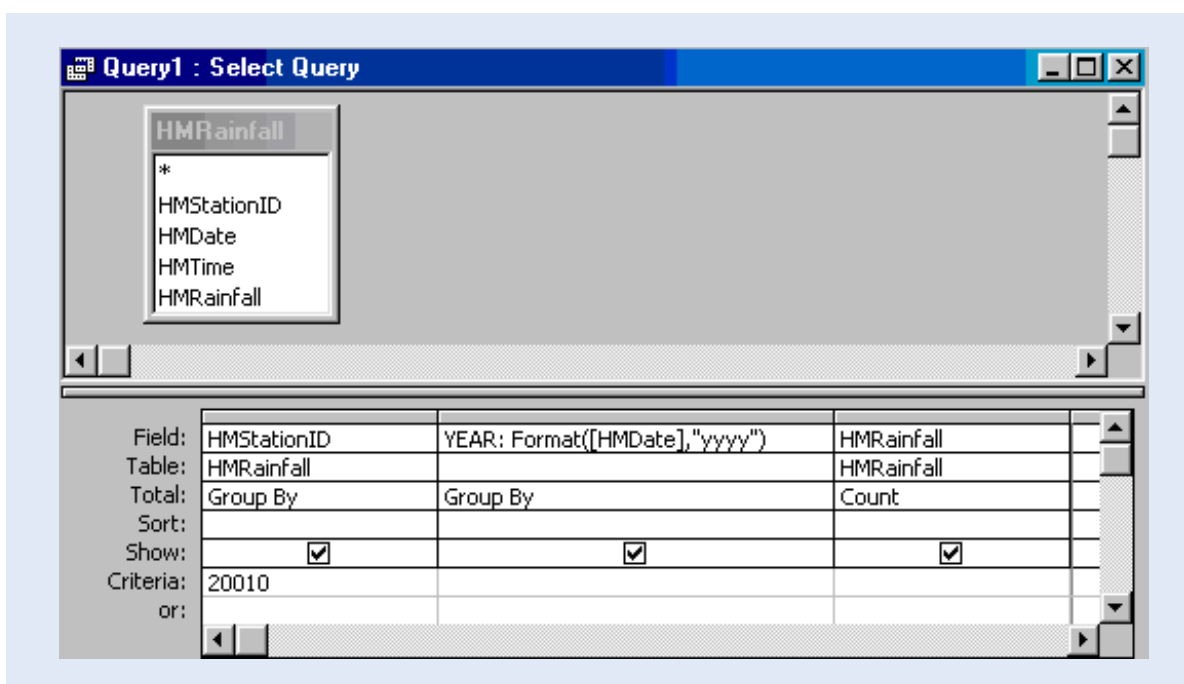 Query1 : Select Query
HMRainfall
*
HMStationID
HMDate
HMTime
HMRainfall
Field: HMStationID YEAR: Format([HMDate],"yyyy") HMRainfall
Table: HMRainfall HMRainfall
Total: Group By Group By Count
Sort:
Show:
Criteria: 20010
or: